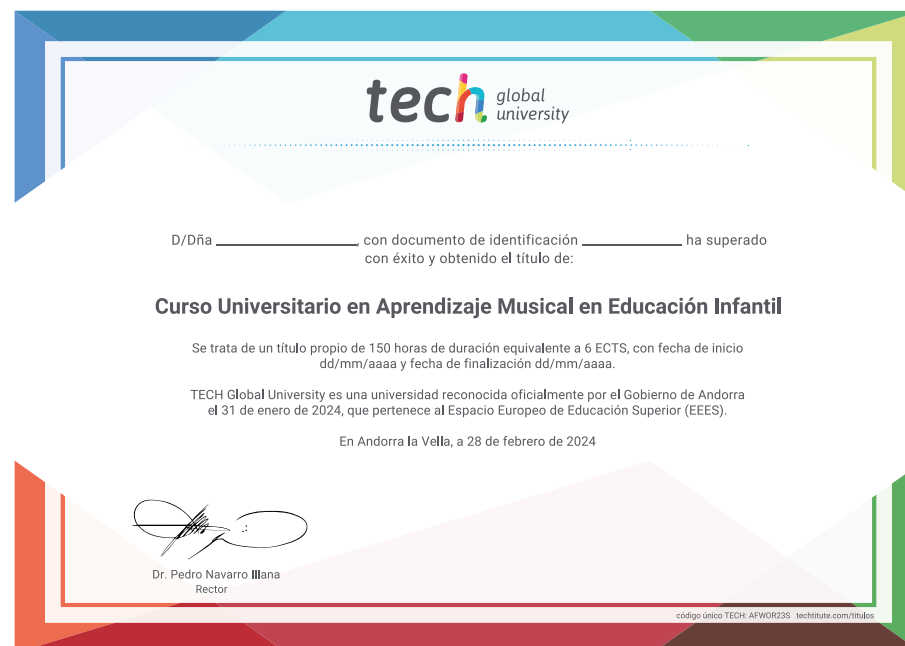 tech global university
D/Dña ____________, con documento de identificación ____________ ha superado
con éxito y obtenido el título de:
Curso Universitario en Aprendizaje Musical en Educación Infantil
Se trata de un título propio de 150 horas de duración equivalente a 6 ECTS, con fecha de inicio
dd/mm/aaaa y fecha de finalización dd/mm/aaaa.
TECH Global University es una universidad reconocida oficialmente por el Gobierno de Andorra
el 31 de enero de 2024, que pertenece al Espacio Europeo de Educación Superior (EEES).
En Andorra la Vella, a 28 de febrero de 2024
Dr. Pedro Navarro Illana
Rector
código único TECH: AFWOR23S techtitute.com/titulos